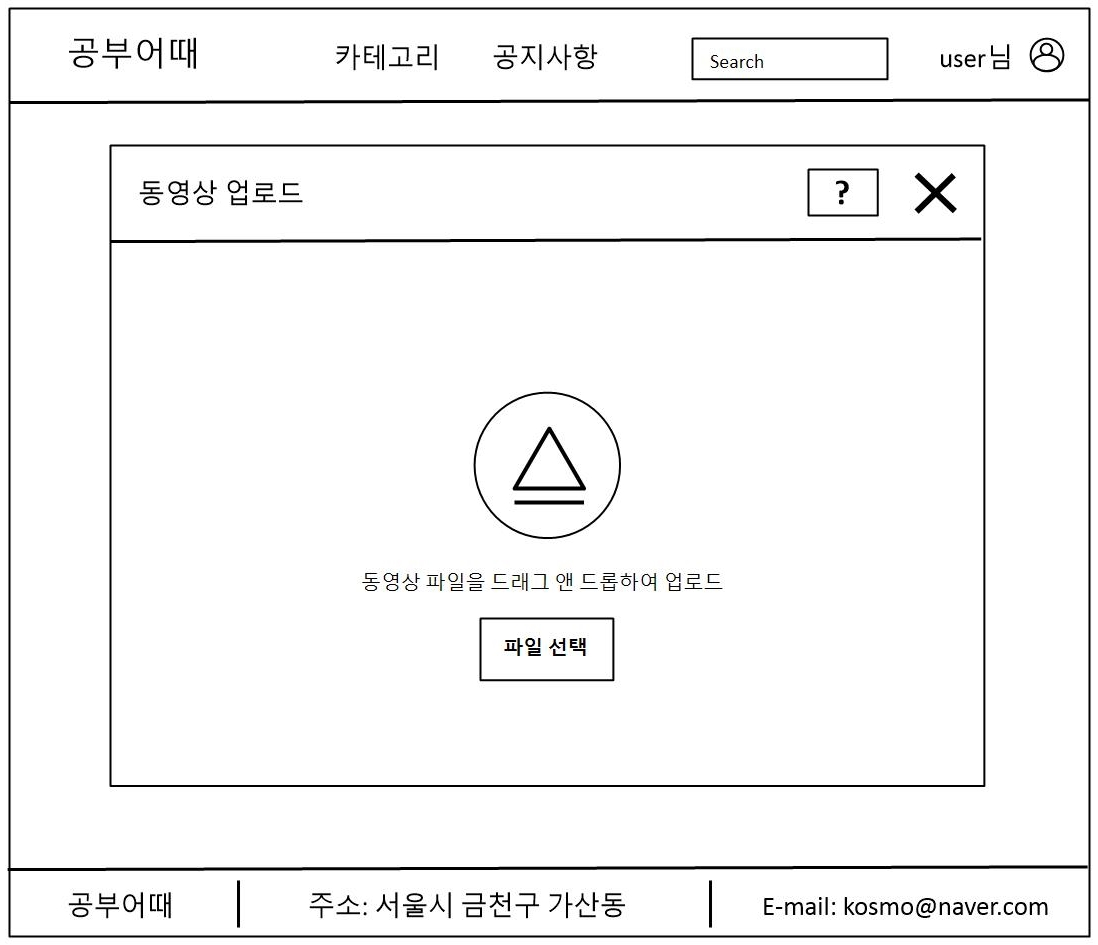 공부어때 카테고리 공지사항 Search user님
동영상 업로드 ?
동영상 파일을 드래그 앤 드롭하여 업로드
파일 선택
공부어때 주소: 서울시 금천구 가산동 E-mail: kosmo@naver.com